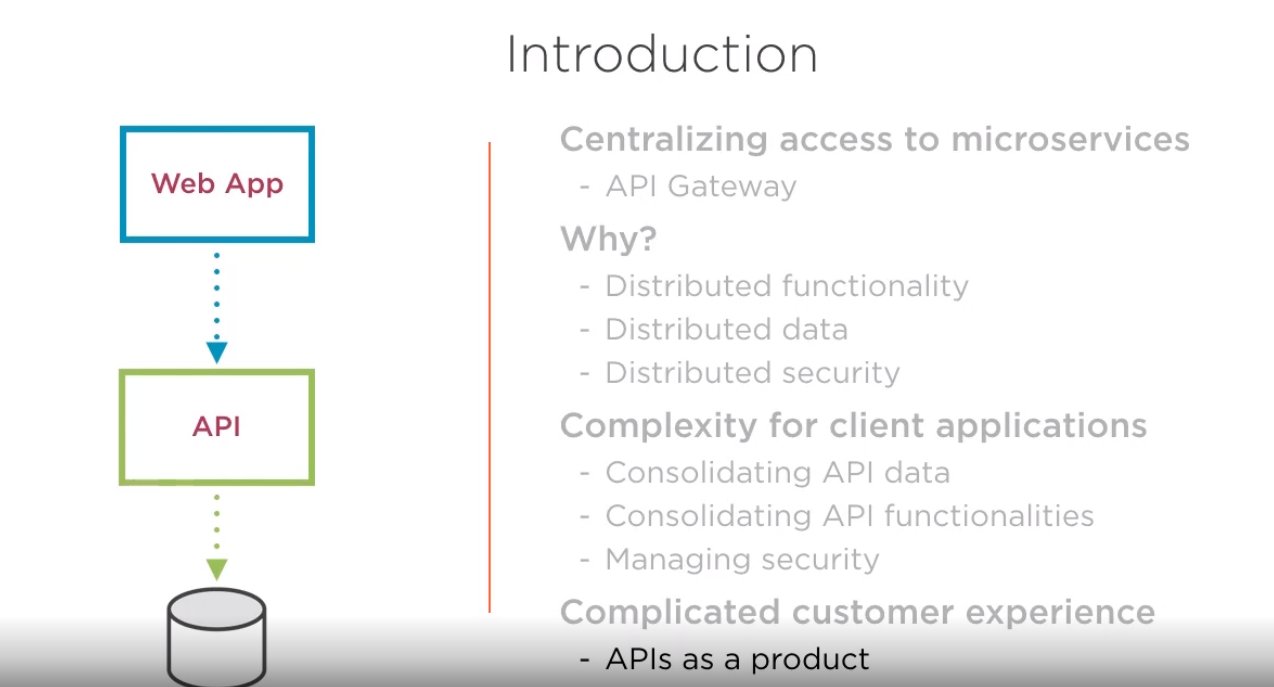 Introduction
Web App
API
Centralizing access to microservices
- API Gateway
Why?
- Distributed functionality
- Distributed data
- Distributed security
Complexity for client applications
- Consolidating API data
- Consolidating API functionalities
- Managing security
Complicated customer experience
- APIs as a product